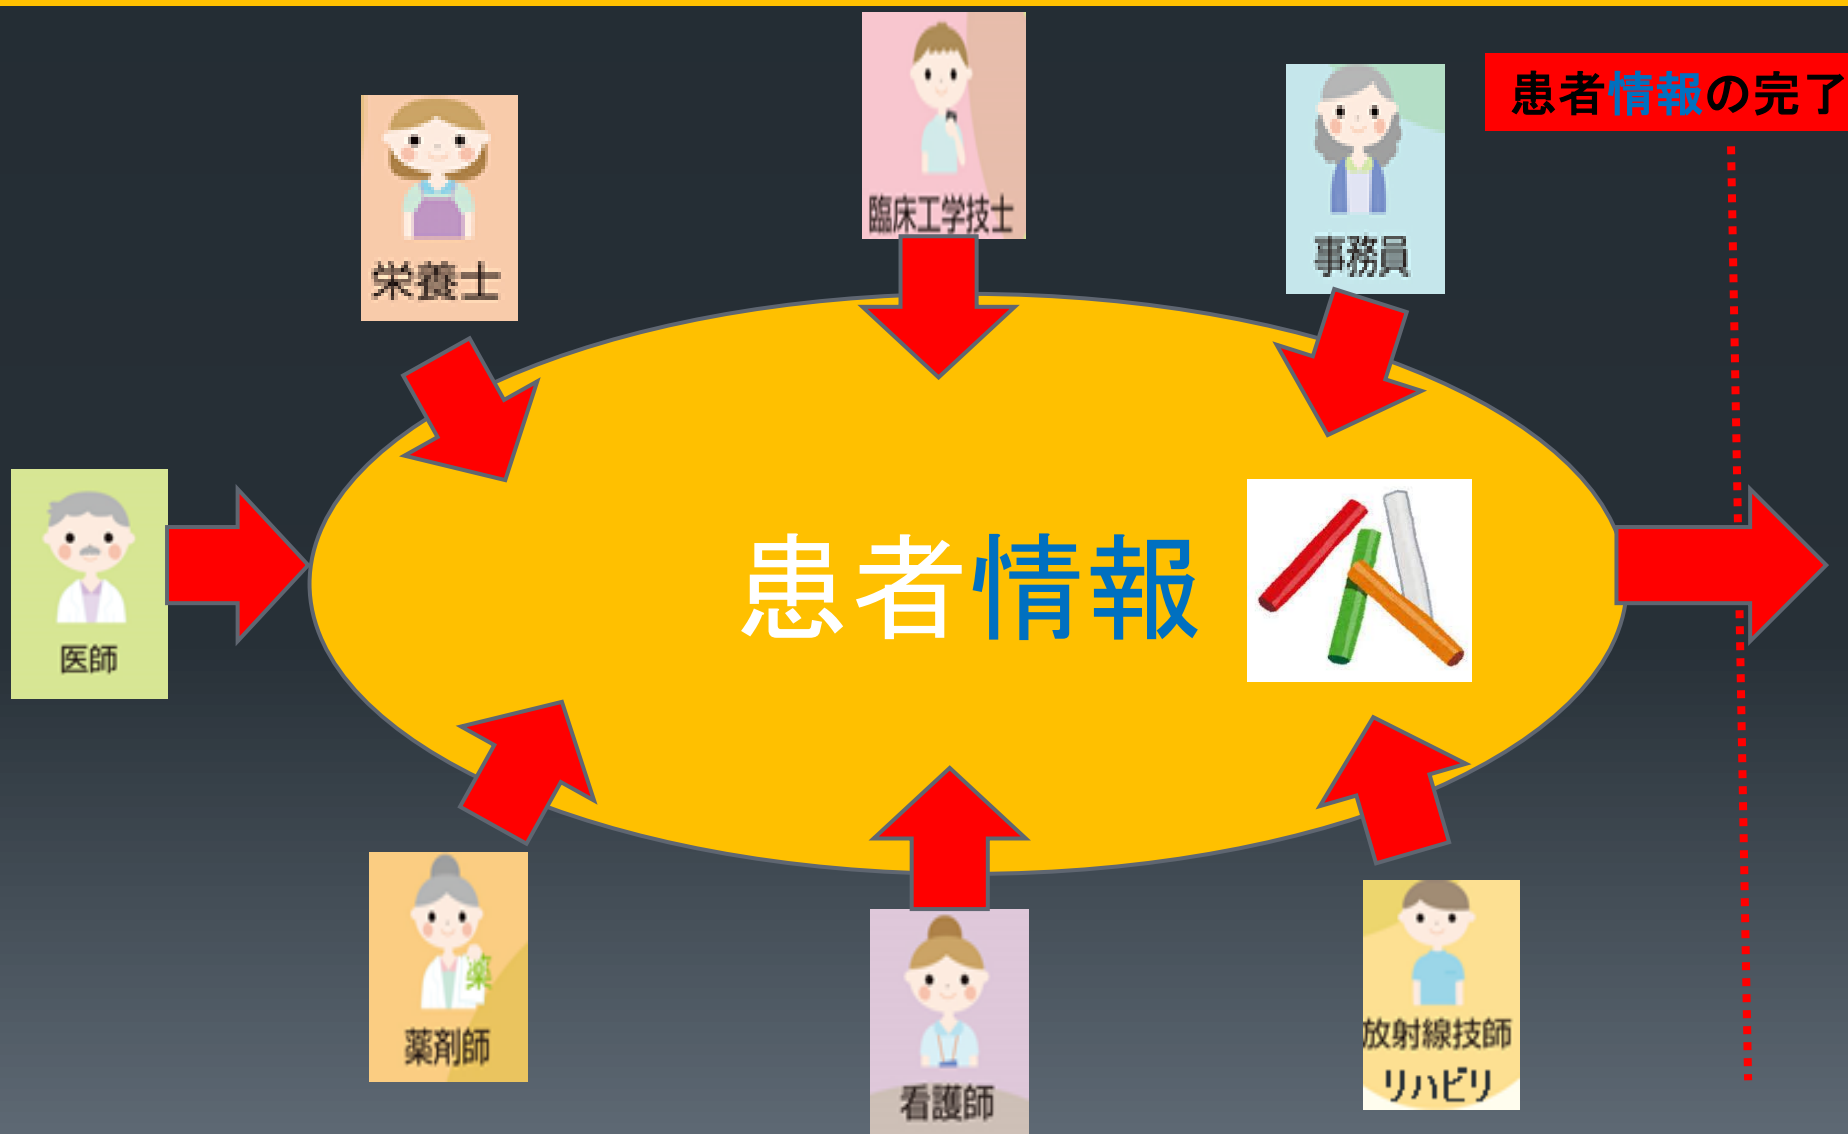 患者情報の完了
臨床工学技士
事務員
栄養士
患者情報
医師
薬
薬剤師
看護師
放射線技師
リハビリ